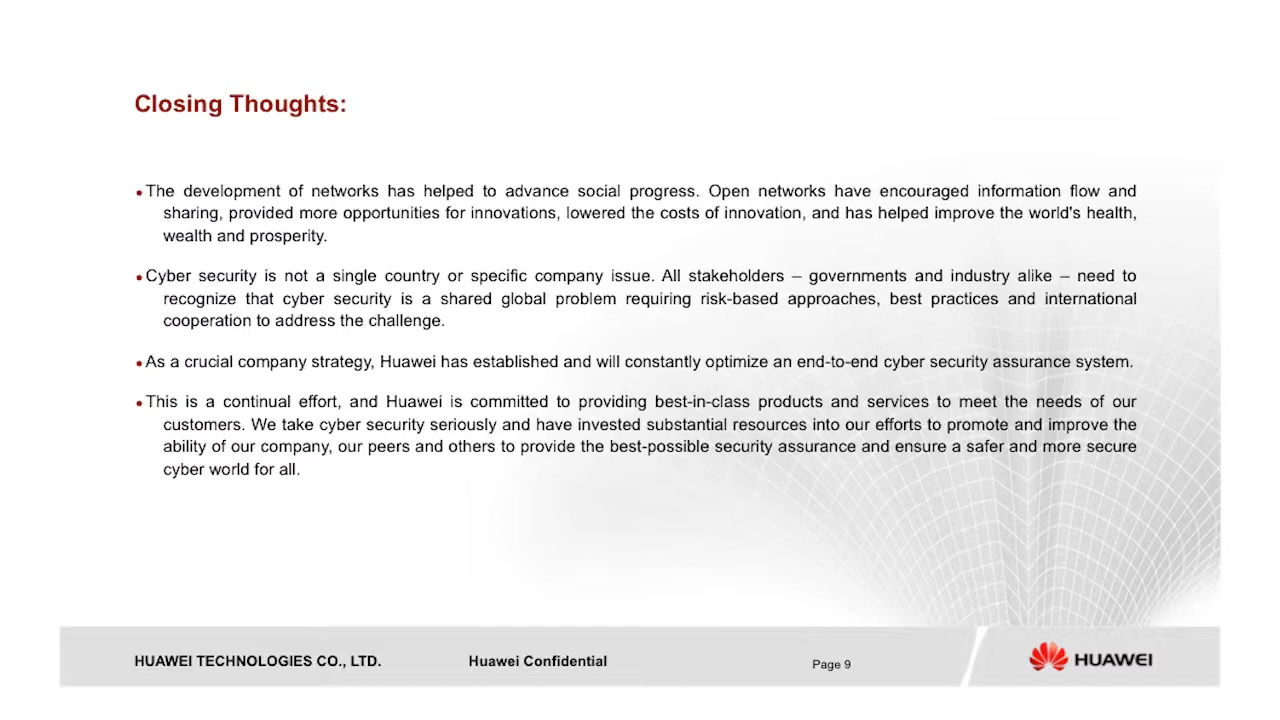 Closing Thoughts:
•The development of networks has helped to advance social progress. Open networks have encouraged information flow and
sharing, provided more opportunities for innovations, lowered the costs of innovation, and has helped improve the world's health,
wealth and prosperity.
•Cyber security is not a single country or specific company issue. All stakeholders – governments and industry alike – need to
recognize that cyber security is a shared global problem requiring risk-based approaches, best practices and international
cooperation to address the challenge.
•As a crucial company strategy, Huawei has established and will constantly optimize an end-to-end cyber security assurance system.
•This is a continual effort, and Huawei is committed to providing best-in-class products and services to meet the needs of our
customers. We take cyber security seriously and have invested substantial resources into our efforts to promote and improve the
ability of our company, our peers and others to provide the best-possible security assurance and ensure a safer and more secure
cyber world for all.
HUAWEI TECHNOLOGIES CO., LTD. Huawei Confidential Page 9 HUAWEI